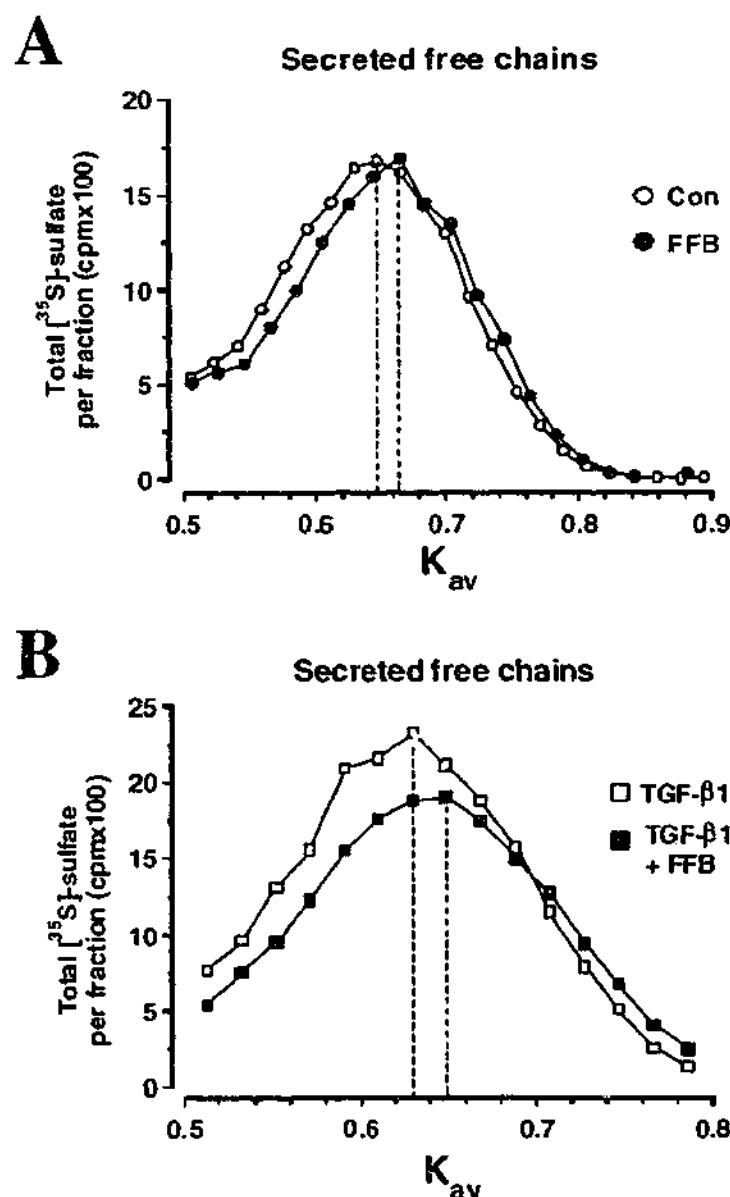 A
Secreted free chains
Total [³⁵S]-sulfate
per fraction (cpmx100)
20
15
10
5
0
Con
FFB
0.5 0.6 0.7 0.8 0.9
Kav
B
Secreted free chains
Total [³⁵S]-sulfate
per fraction (cpmx100)
25
20
15
10
5
0
TGF-β1
TGF-β1
+ FFB
0.5 0.6 0.7 0.8
Kav